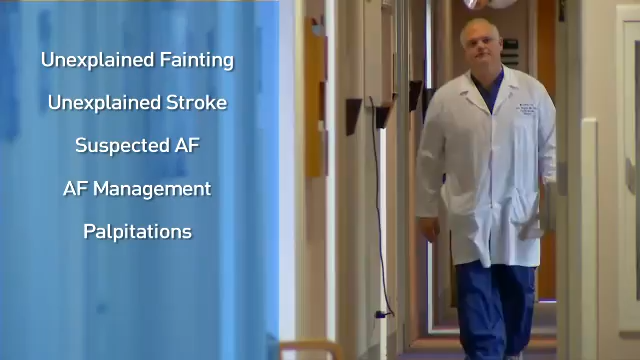 Unexplained Fainting
Unexplained Stroke
Suspected AF
AF Management
Palpitations